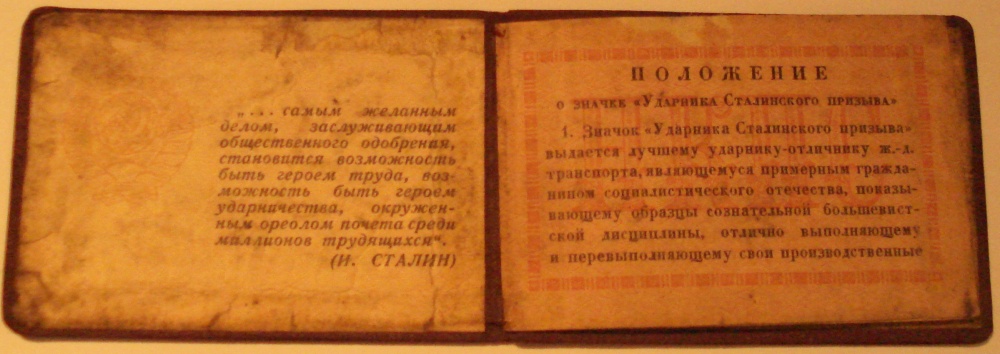 „... самым желанным
делом, заслуживающим
общественного одобрения,
становится возможность
быть героем труда, воз-
можность быть героем
ударничества, окружен-
ным ореолом почета среди
миллионов трудящихся“.
(И. СТАЛИН)
ПОЛОЖЕНИЕ
о значке «Ударника Сталинского призыва»
1. Значок «Ударника Сталинского призыва»
выдается лучшему ударнику-отличнику ж.-д.
транспорта, являющемуся примерным гражда-
нином социалистического отечества, показы-
вающему образцы сознательной большевист-
ской дисциплины, отлично выполняющему
и перевыполняющему свои производственные